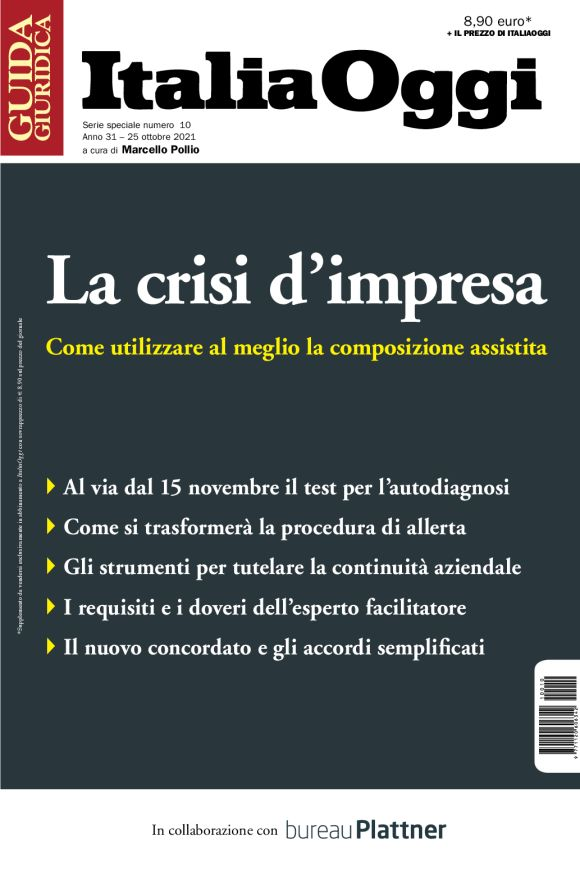 GUIDA
GIURIDICA
8,90 euro*
+ IL PREZZO DI ITALIAOGGI
ItaliaOggi
Serie speciale numero 10
Anno 31 – 25 ottobre 2021
a cura di Marcello Pollio
La crisi d’impresa
Come utilizzare al meglio la composizione assistita
Al via dal 15 novembre il test per l’autodiagnosi
Come si trasformerà la procedura di allerta
Gli strumenti per tutelare la continuità aziendale
I requisiti e i doveri dell’esperto facilitatore
Il nuovo concordato e gli accordi semplificati
*Supplemento da vendersi esclusivamente in abbinamento a ItaliaOggi con sovrapprezzo di € 8,90 sul prezzo del giornale
10010
In collaborazione con bureau Plattner